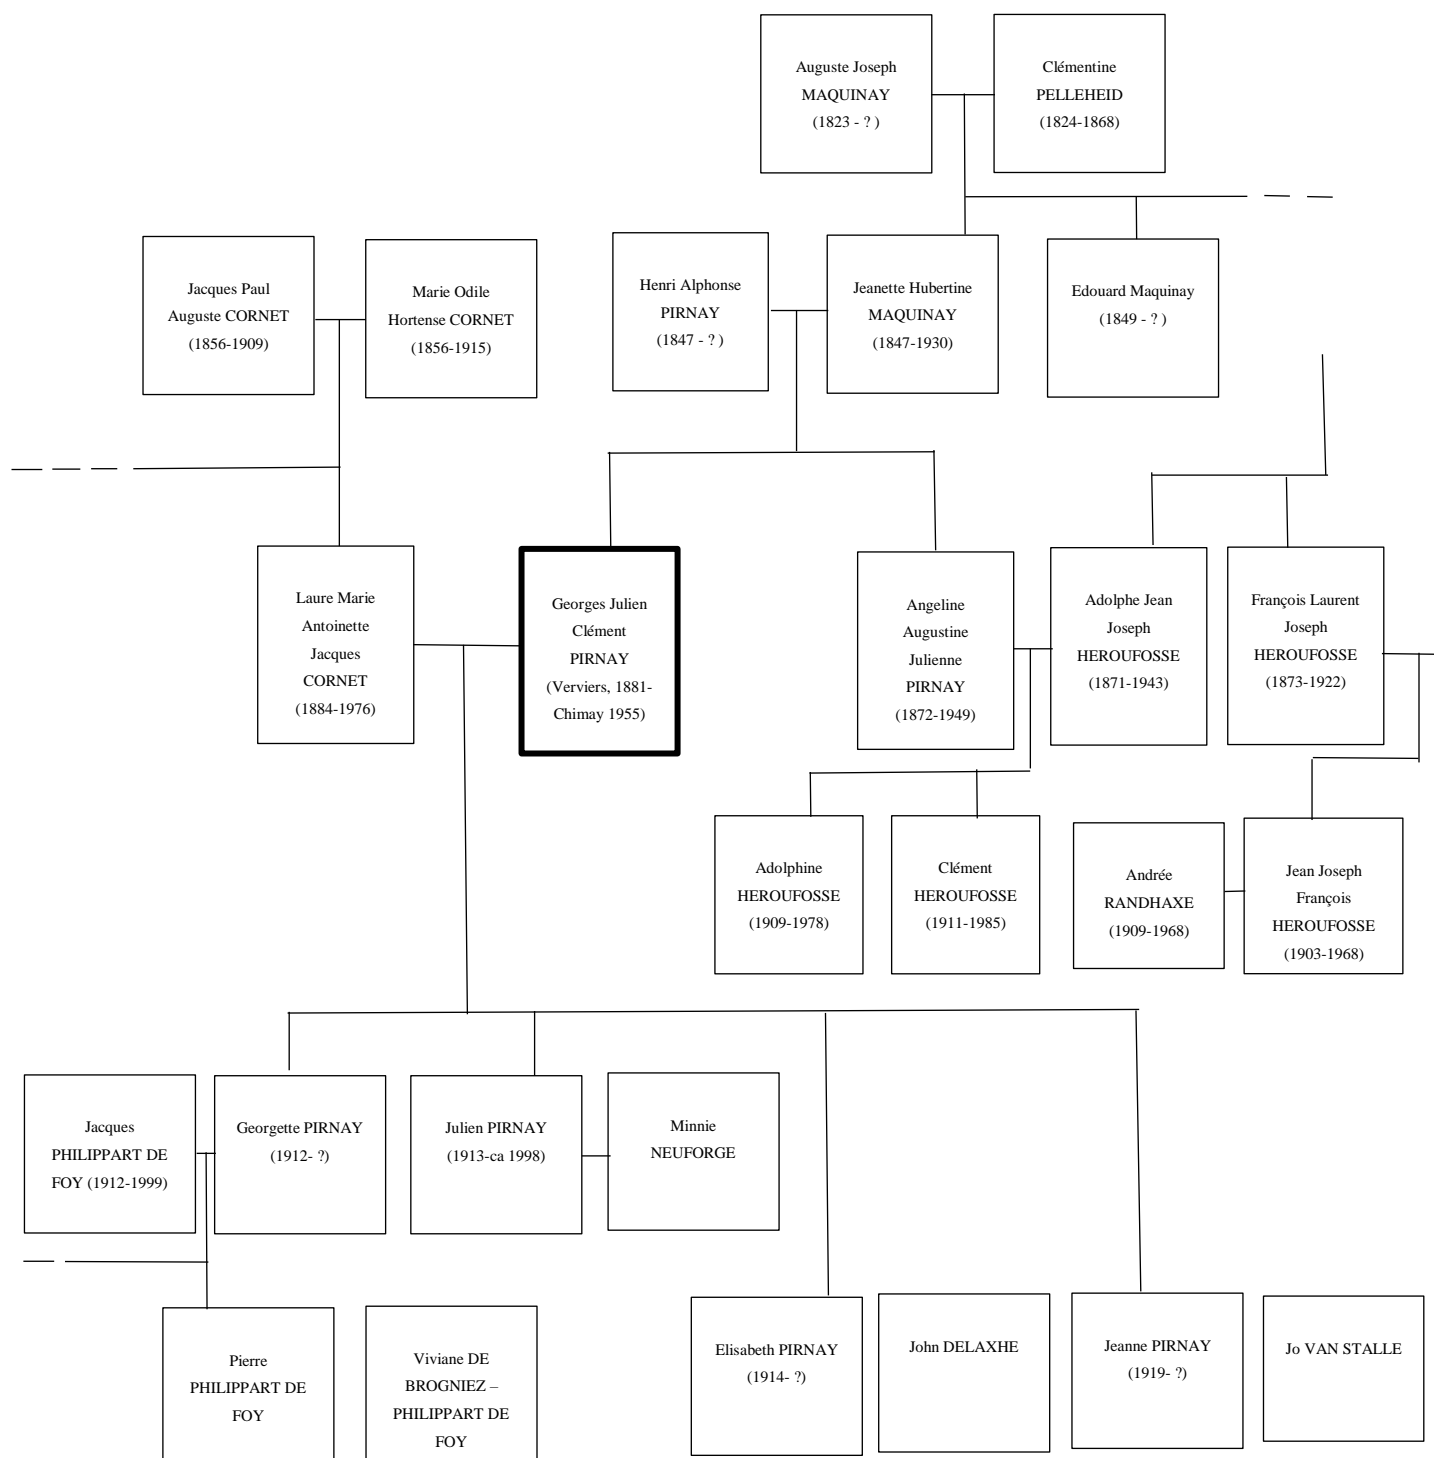 Auguste Joseph
MAQUINAY
(1823 - ? )
Clémentine
PELLEHEID
(1824-1868)
Jacques Paul
Auguste CORNET
(1856-1909)
Marie Odile
Hortense CORNET
(1856-1915)
Henri Alphonse
PIRNAY
(1847 - ? )
Jeanette Hubertine
MAQUINAY
(1847-1930)
Edouard Maquinay
(1849 - ? )
Laure Marie
Antoinette
Jacques
CORNET
(1884-1976)
Georges Julien
Clément
PIRNAY
(Verviers, 1881-
Chimay 1955)
Angeline
Augustine
Julienne
PIRNAY
(1872-1949)
Adolphe Jean
Joseph
HEROUFOSSE
(1871-1943)
François Laurent
Joseph
HEROUFOSSE
(1873-1922)
Adolphine
HEROUFOSSE
(1909-1978)
Clément
HEROUFOSSE
(1911-1985)
Andrée
RANDHAXE
(1909-1968)
Jean Joseph
François
HEROUFOSSE
(1903-1968)
Jacques
PHILIPPART DE
FOY (1912-1999)
Georgette PIRNAY
(1912- ?)
Julien PIRNAY
(1913-ca 1998)
Minnie
NEUFORGE
Pierre
PHILIPPART DE
FOY
Viviane DE
BROGNIEZ –
PHILIPPART DE
FOY
Elisabeth PIRNAY
(1914- ?)
John DELAXHE
Jeanne PIRNAY
(1919- ?)
Jo VAN STALLE